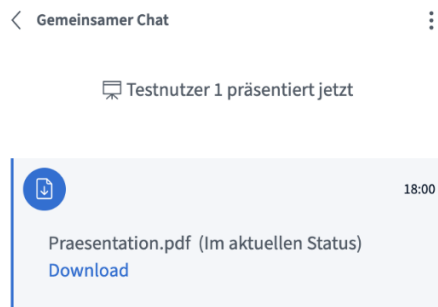 Gemeinsamer Chat
Testnutzer 1 präsentiert jetzt
18:00
Praesentation.pdf (Im aktuellen Status)
Download